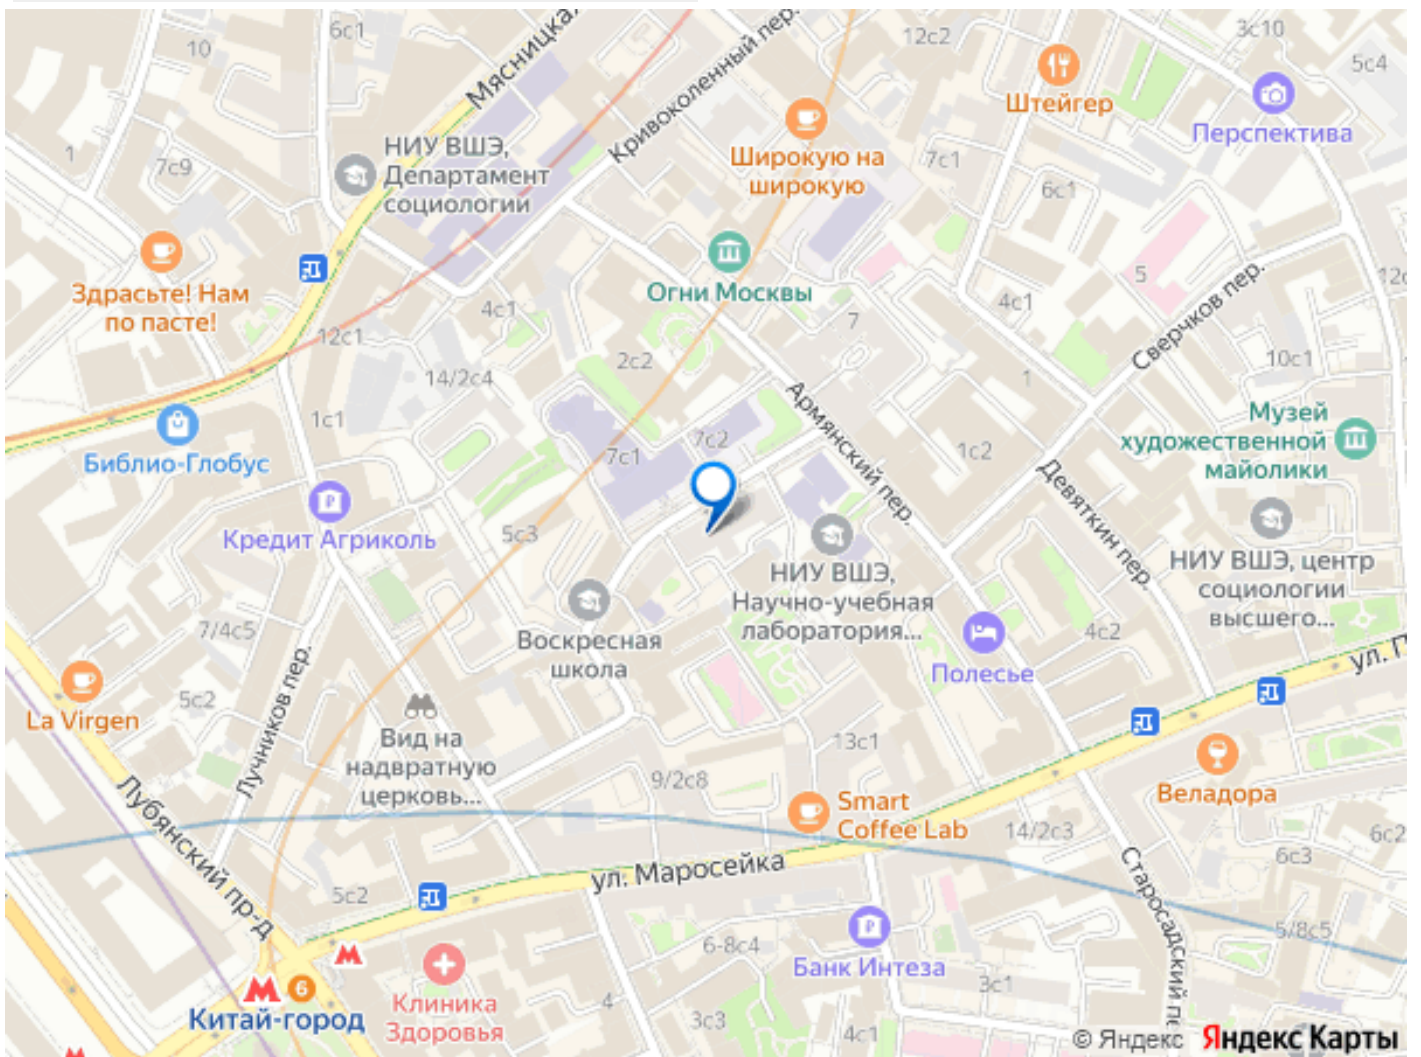 6с1
10
Мясницкая
Кривоколенный пер.
12с2
3с10
5с4
Штейгер
Перспектива
НИУ ВШЭ,
Департамент
социологии
1
7с9
Широкую на
широкую
7с1
6с1
Здрасьте! Нам
по пасте!
Огни Москвы
4с1
7
4с1
5
12с
Сверчков пер.
12с1
2с2
14/2с4
1
10с1
1с1
Армянский пер.
Музей
художественной
майолики
Библио-Глобус
7с2
7с1
1с2
Девяткин пер.
Кредит Агриколь
5с3
НИУ ВШЭ,
Научно-учебная
лаборатория...
НИУ ВШЭ, центр
социологии
высшего...
Воскресная
школа
7/4с5
4с2
Полесье
ул. П
La Virgen
5с2
Лучников пер.
Вид на
надвратную
церковь...
13с1
9/2с8
Smart
Coffee Lab
Веладора
14/2с3
6с2
6с3
Лубянский пр-д
ул. Маросейка
5с2
Старосадский пе
5/8с5
6-8с4
Банк Интеза
3с1
6
Китай-город
Клиника
Здоровья
4
3с3
4с1
© Яндекс Яндекс Карты